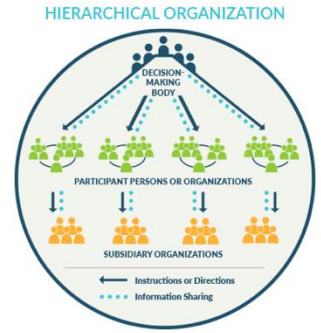 HIERARCHICAL ORGANIZATION
DECISION-
MAKING
BODY
PARTICIPANT PERSONS OR ORGANIZATIONS
SUBSIDIARY ORGANIZATIONS
Instructions or Directions
Information Sharing